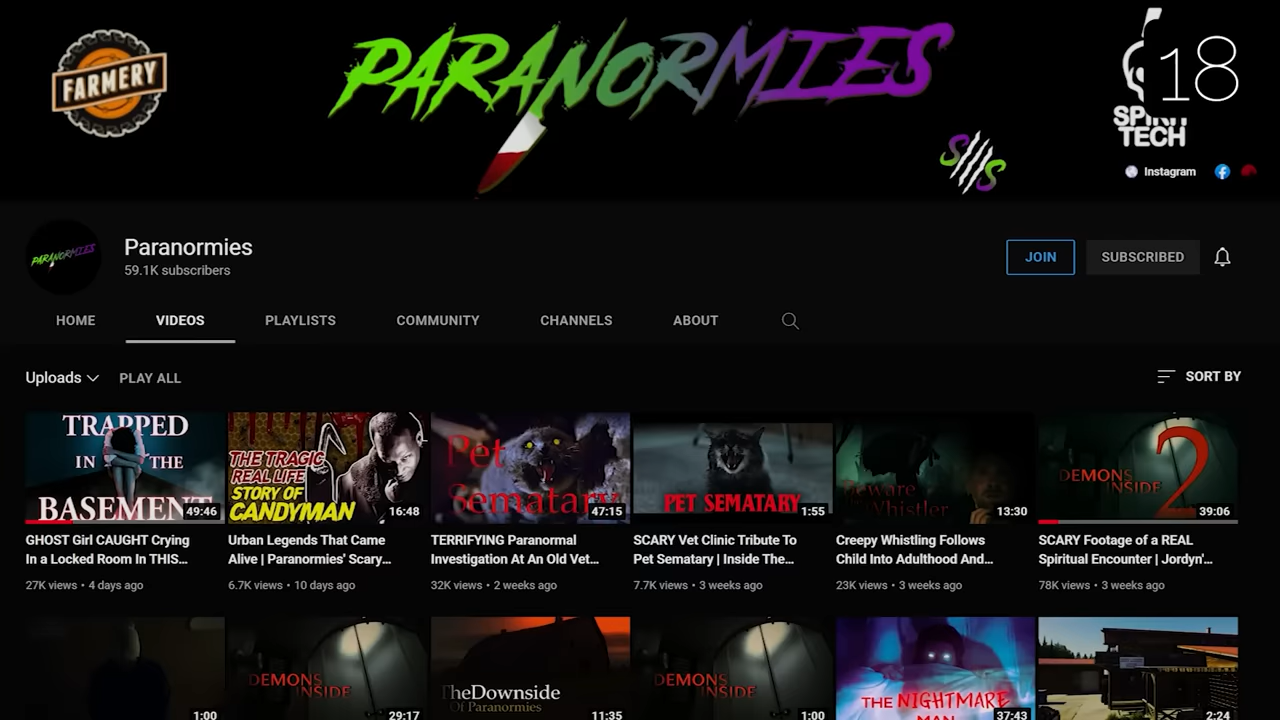 FARMERY
PARANORMIES
18
SPIRIT
TECH
S S
Instagram
PARANORMIES
Paranormies
59.1K subscribers
JOIN
SUBSCRIBED
HOME
VIDEOS
PLAYLISTS
COMMUNITY
CHANNELS
ABOUT
Uploads
PLAY ALL
SORT BY
TRAPPED
IN THE
BASEMENT
49:46
THE TRAGIC
REAL LIFE
STORY OF
CANDYMAN
16:48
Pet
Sematary
47:15
PET SEMATARY
1:55
Beware
Whistler
13:30
DEMONS
INSIDE
2
39:06
GHOST Girl CAUGHT Crying
In a Locked Room In THIS...
27K views • 4 days ago
Urban Legends That Came
Alive | Paranormies' Scary...
6.7K views • 10 days ago
TERRIFYING Paranormal
Investigation At An Old Vet...
32K views • 2 weeks ago
SCARY Vet Clinic Tribute To
Pet Sematary | Inside The...
7.7K views • 3 weeks ago
Creepy Whistling Follows
Child Into Adulthood And...
23K views • 3 weeks ago
SCARY Footage of a REAL
Spiritual Encounter | Jordyn'...
78K views • 3 weeks ago
1:00
DEMONS
INSIDE
29:17
TheDownside
Of Paranormies
11:35
DEMONS
INSIDE
1:00
THE NIGHTMARE
MAN
37:43
2:24